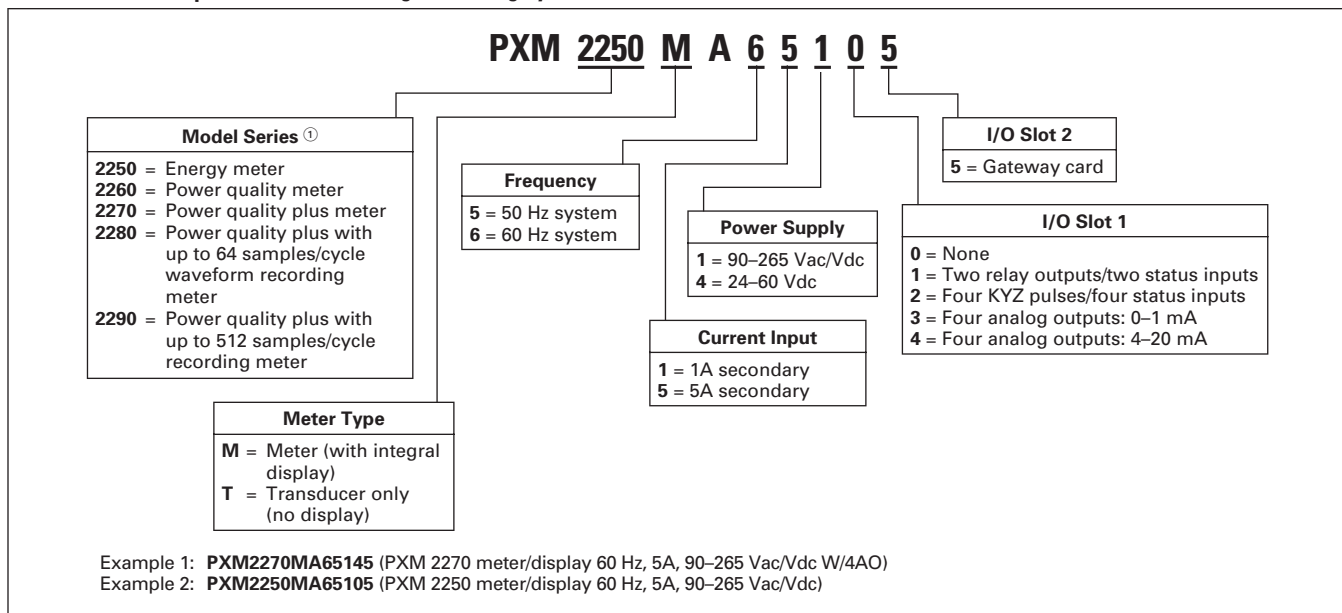 PXM 2250 M A 6 5 1 0 5
Model Series ①
2250 = Energy meter
2260 = Power quality meter
2270 = Power quality plus meter
2280 = Power quality plus with
up to 64 samples/cycle
waveform recording
meter
2290 = Power quality plus with
up to 512 samples/cycle
recording meter
Meter Type
M = Meter (with integral
display)
T = Transducer only
(no display)
Frequency
5 = 50 Hz system
6 = 60 Hz system
Current Input
1 = 1A secondary
5 = 5A secondary
Power Supply
1 = 90–265 Vac/Vdc
4 = 24–60 Vdc
I/O Slot 1
0 = None
1 = Two relay outputs/two status inputs
2 = Four KYZ pulses/four status inputs
3 = Four analog outputs: 0–1 mA
4 = Four analog outputs: 4–20 mA
I/O Slot 2
5 = Gateway card
Example 1: PXM2270MA65145 (PXM 2270 meter/display 60 Hz, 5A, 90–265 Vac/Vdc W/4AO)
Example 2: PXM2250MA65105 (PXM 2250 meter/display 60 Hz, 5A, 90–265 Vac/Vdc)